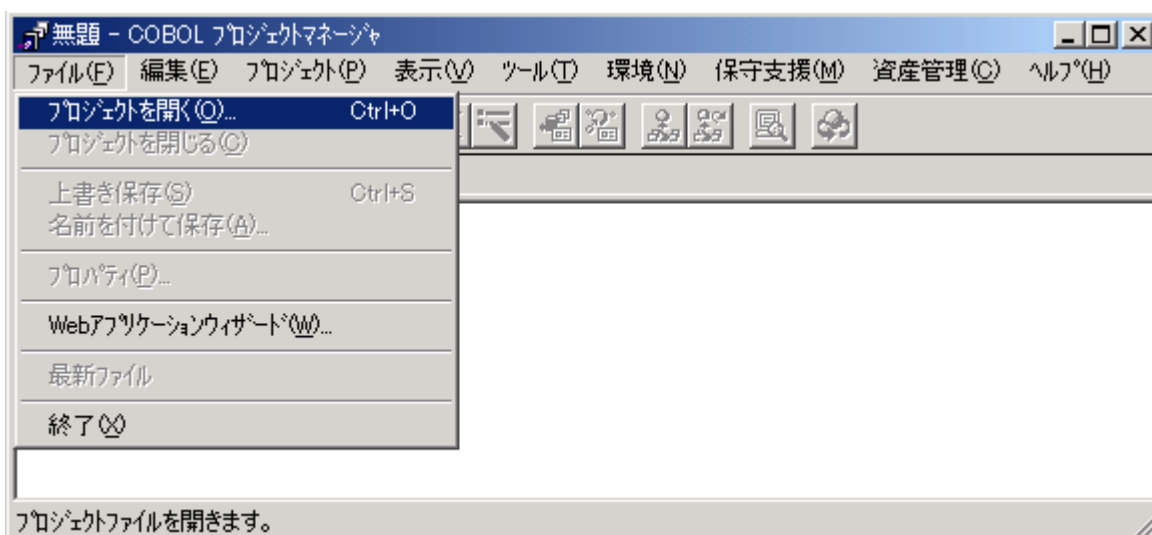 無題 - COBOL ﾌﾟﾛｼﾞｪｸﾄﾏﾈｰｼﾞｬ
ﾌｧｲﾙ(F) 編集(E) ﾌﾟﾛｼﾞｪｸﾄ(P) 表示(V) ﾂｰﾙ(T) 環境(N) 保守支援(M) 資産管理(C) ﾍﾙﾌﾟ(H)
ﾌﾟﾛｼﾞｪｸﾄを開く(O)... Ctrl+O
ﾌﾟﾛｼﾞｪｸﾄを閉じる(C)
上書き保存(S) Ctrl+S
名前を付けて保存(A)...
ﾌﾟﾛﾊﾟﾃｨ(P)...
Webｱﾌﾟﾘｹｰｼｮﾝｳｨｻﾞｰﾄﾞ(W)...
最新ﾌｧｲﾙ
終了(X)
ﾌﾟﾛｼﾞｪｸﾄﾌｧｲﾙを開きます。